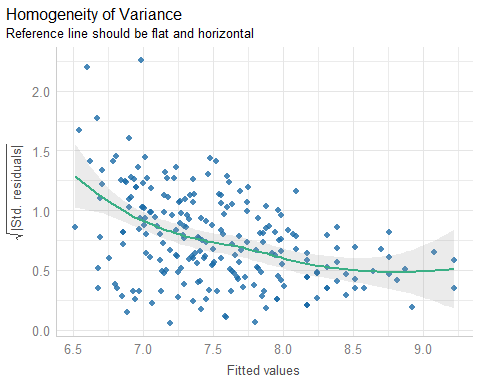 Homogeneity of Variance
Reference line should be flat and horizontal
√|Std. residuals|
2.0
1.5
1.0
0.5
0.0
6.5 7.0 7.5 8.0 8.5 9.0
Fitted values